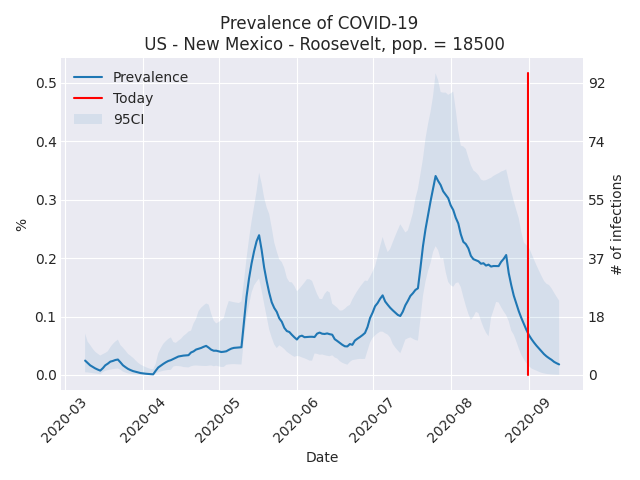 Prevalence of COVID-19
US - New Mexico - Roosevelt, pop. = 18500
Prevalence
Today
95CI
%
0.5
0.4
0.3
0.2
0.1
0.0
# of infections
92
74
55
37
18
0
2020-03
2020-04
2020-05
2020-06
2020-07
2020-08
2020-09
Date